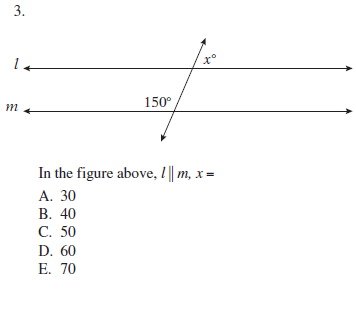 3.
l
x°
m
150°
In the figure above, l || m, x =
A. 30
B. 40
C. 50
D. 60
E. 70